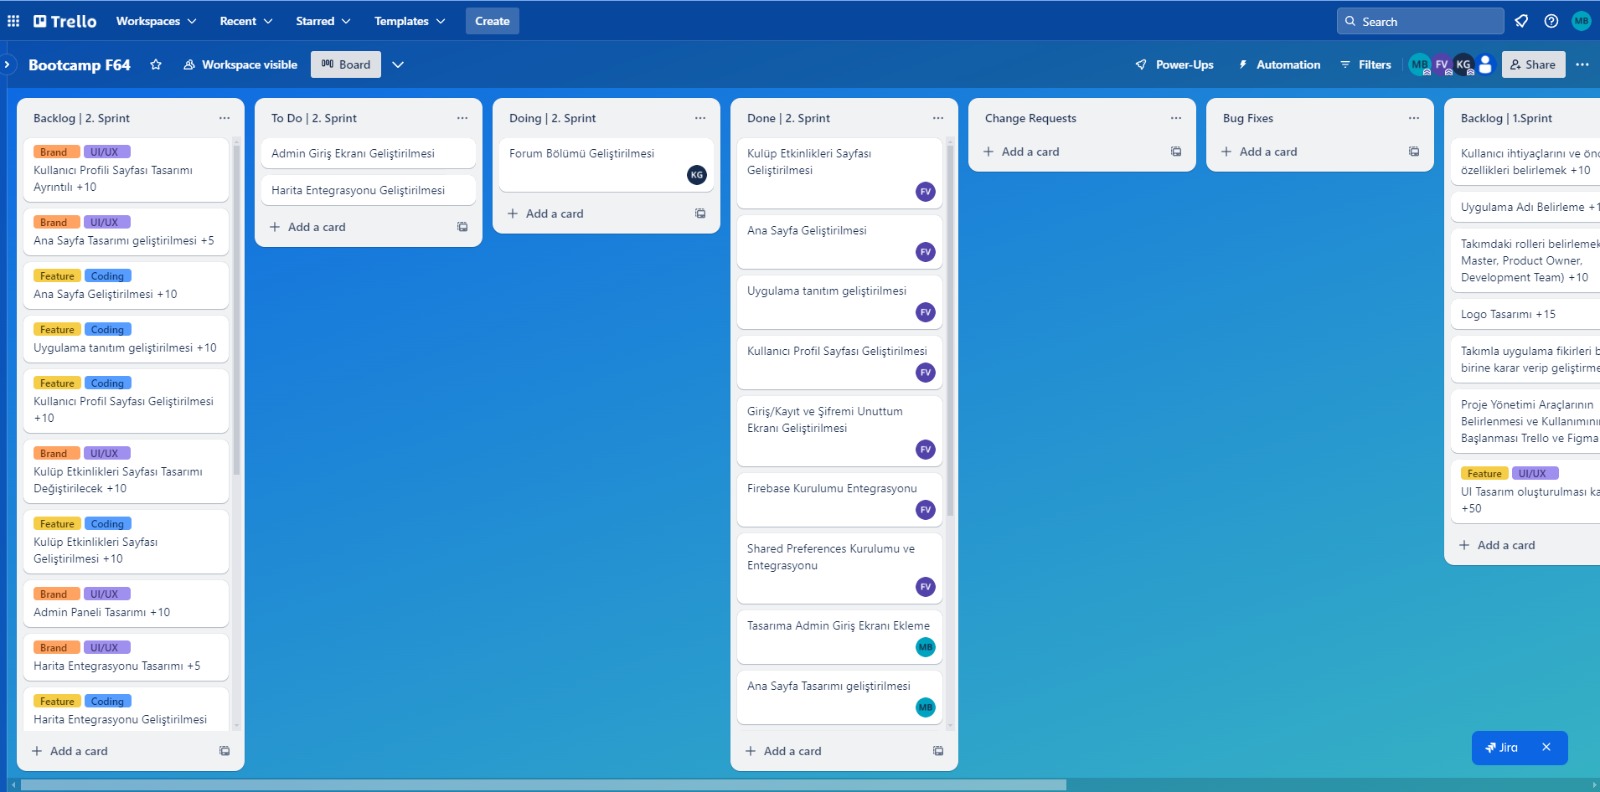 Trello
Workspaces
Recent
Starred
Templates
Create
Search
MB
Bootcamp F64
Workspace visible
Board
Power-Ups
Automation
Filters
MB
FV
KG
Share
Backlog | 2. Sprint
Brand UI/UX
Kullanıcı Profili Sayfası Tasarımı
Ayrıntılı +10
Brand UI/UX
Ana Sayfa Tasarımı geliştirilmesi +5
Feature Coding
Ana Sayfa Geliştirilmesi +10
Feature Coding
Uygulama tanıtım geliştirilmesi +10
Feature Coding
Kullanıcı Profil Sayfası Geliştirilmesi
+10
Brand UI/UX
Kulüp Etkinlikleri Sayfası Tasarımı
Değiştirilecek +10
Feature Coding
Kulüp Etkinlikleri Sayfası
Geliştirilmesi +10
Brand UI/UX
Admin Paneli Tasarımı +10
Brand UI/UX
Harita Entegrasyonu Tasarımı +5
Feature Coding
Harita Entegrasyonu Geliştirilmesi
Add a card
To Do | 2. Sprint
Admin Giriş Ekranı Geliştirilmesi
Harita Entegrasyonu Geliştirilmesi
Add a card
Doing | 2. Sprint
Forum Bölümü Geliştirilmesi
KG
Add a card
Done | 2. Sprint
Kulüp Etkinlikleri Sayfası
Geliştirilmesi
FV
Ana Sayfa Geliştirilmesi
FV
Uygulama tanıtım geliştirilmesi
FV
Kullanıcı Profil Sayfası Geliştirilmesi
FV
Giriş/Kayıt ve Şifremi Unuttum
Ekranı Geliştirilmesi
FV
Firebase Kurulumu Entegrasyonu
FV
Shared Preferences Kurulumu ve
Entegrasyonu
FV
Tasarıma Admin Giriş Ekranı Ekleme
MB
Ana Sayfa Tasarımı geliştirilmesi
MB
Add a card
Change Requests
Add a card
Bug Fixes
Add a card
Backlog | 1.Sprint
Kullanıcı ihtiyaçlarını ve
özellikleri belirlemek +10
Uygulama Adı Belirleme
Takımdaki rolleri belirlemek
Master, Product Owner,
Development Team) +10
Logo Tasarımı +15
Takımla uygulama fikirleri
birine karar verip
Proje Yönetimi Araçlarının
Belirlenmesi ve
Başlanması Trello ve Figma
Feature UI/UX
UI Tasarım oluşturulması
+50
Add a card
Jira